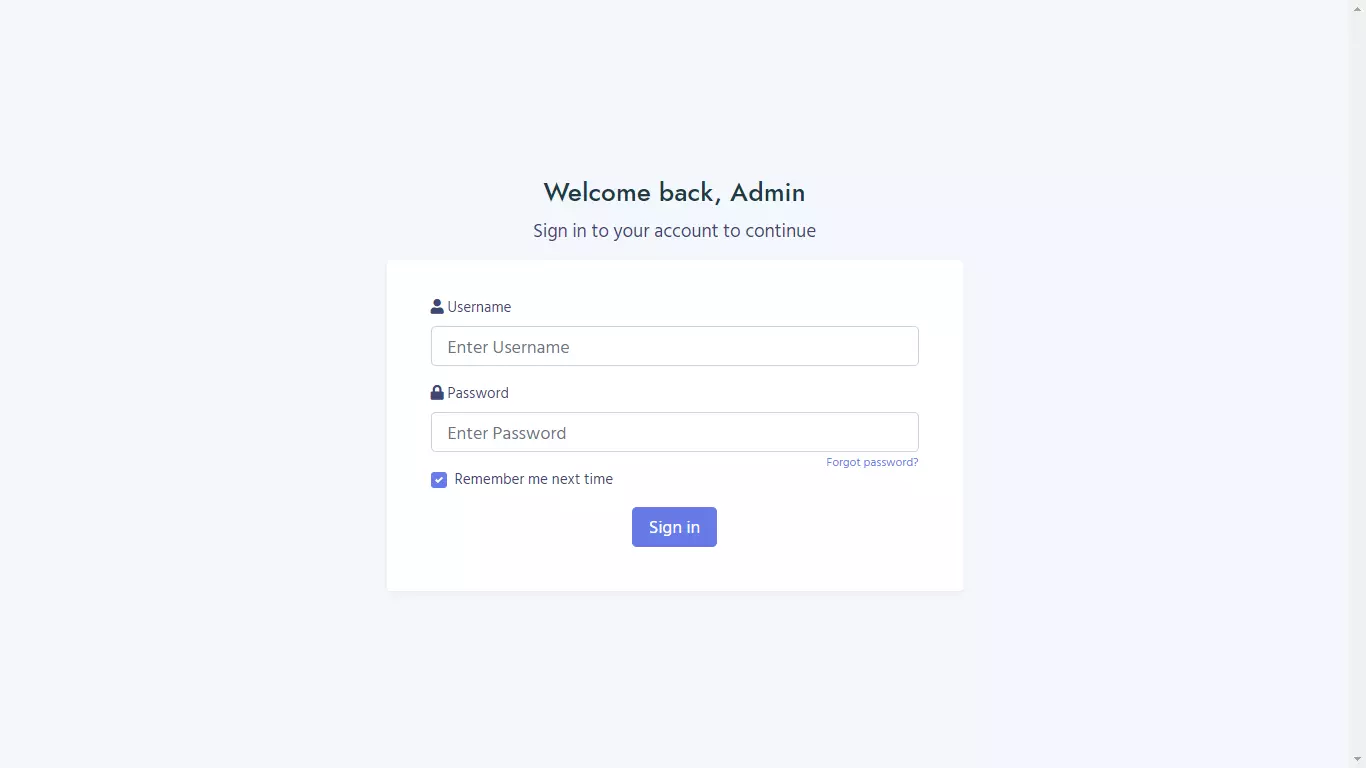 Welcome back, Admin
Sign in to your account to continue
Username
Enter Username
Password
Enter Password
Forgot password?
Remember me next time
Sign in